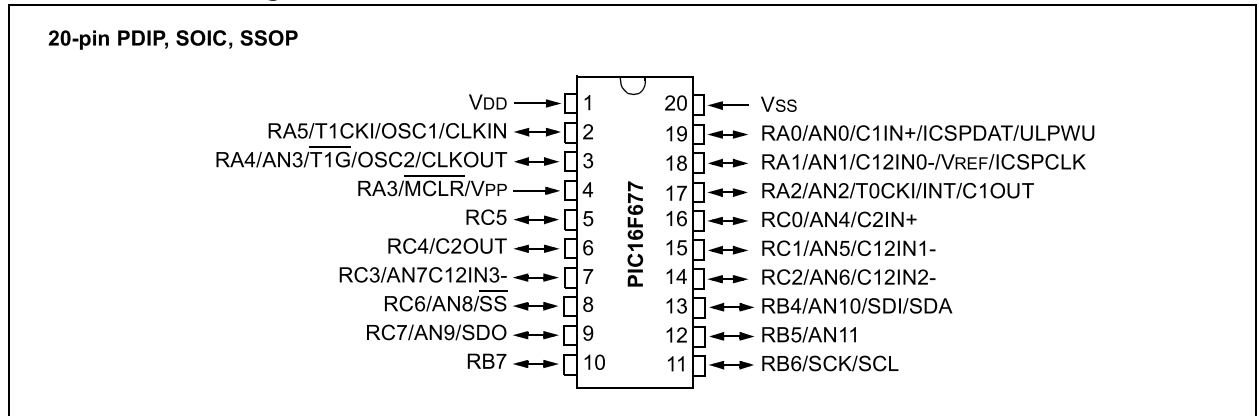 20-pin PDIP, SOIC, SSOP
VDD 1
RA5/T1CKI/OSC1/CLKIN 2
RA4/AN3/T1G/OSC2/CLKOUT 3
RA3/MCLR/VPP 4
RC5 5
RC4/C2OUT 6
RC3/AN7C12IN3- 7
RC6/AN8/SS 8
RC7/AN9/SDO 9
RB7 10
PIC16F677
20 VSS
19 RA0/AN0/C1IN+/ICSPDAT/ULPWU
18 RA1/AN1/C12IN0-/VREF/ICSPCLK
17 RA2/AN2/T0CKI/INT/C1OUT
16 RC0/AN4/C2IN+
15 RC1/AN5/C12IN1-
14 RC2/AN6/C12IN2-
13 RB4/AN10/SDI/SDA
12 RB5/AN11
11 RB6/SCK/SCL